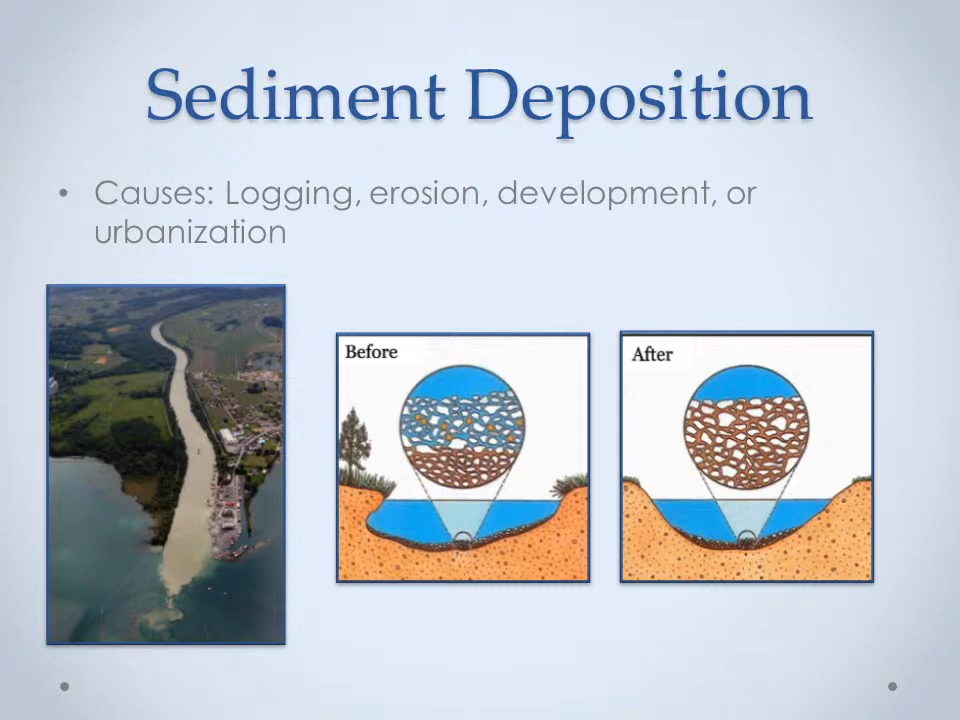 Sediment Deposition
• Causes: Logging, erosion, development, or
urbanization
Before
After